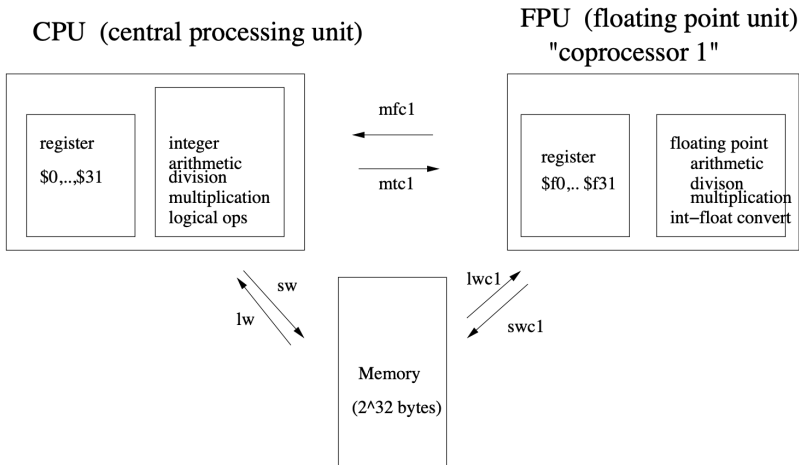 CPU (central processing unit)
FPU (floating point unit)
"coprocessor 1"
register
$0,..,$31
integer
arithmetic
division
multiplication
logical ops
mfc1
mtc1
register
$f0,.. $f31
floating point
arithmetic
divison
multiplication
int−float convert
sw
lw
lwc1
swc1
Memory
(2^32 bytes)